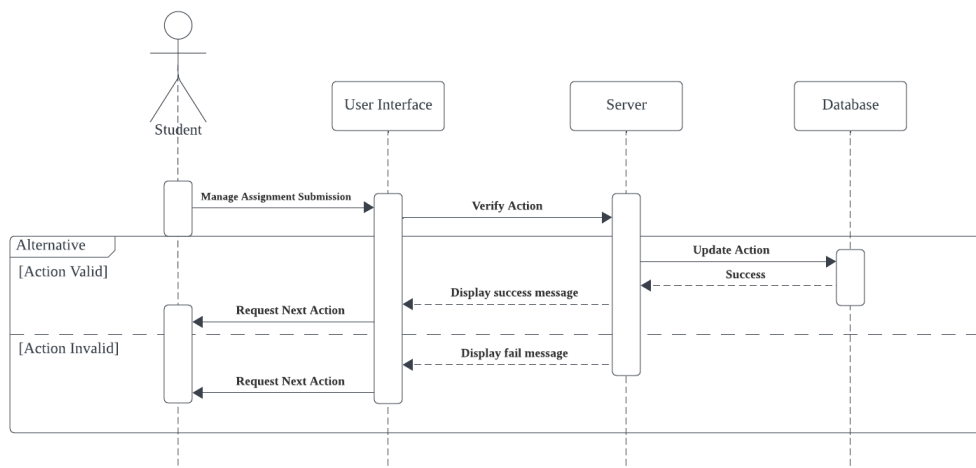 Student
User Interface
Server
Database
Manage Assignment Submission
Verify Action
Alternative
[Action Valid]
Update Action
Success
Display success message
Request Next Action
[Action Invalid]
Display fail message
Request Next Action